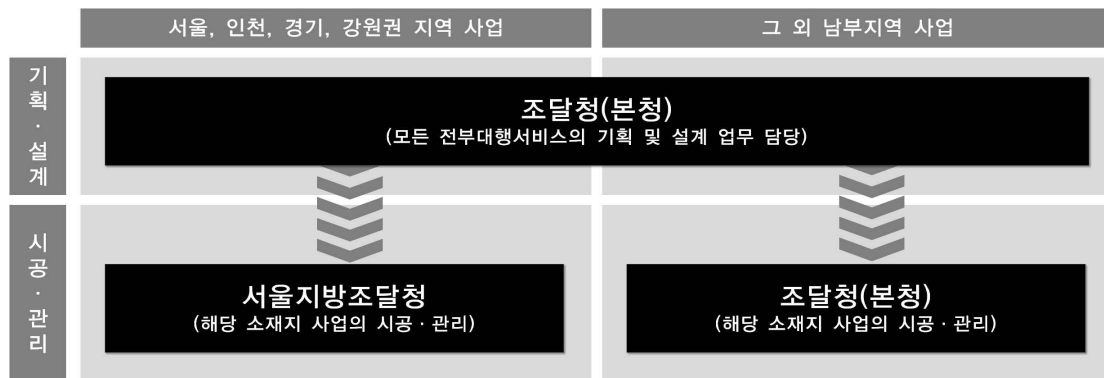 서울, 인천, 경기, 강원권 지역 사업
그 외 남부지역 사업
기획·설계
조달청(본청)
(모든 전부대행서비스의 기획 및 설계 업무 담당)
시공·관리
서울지방조달청
(해당 소재지 사업의 시공·관리)
조달청(본청)
(해당 소재지 사업의 시공·관리)